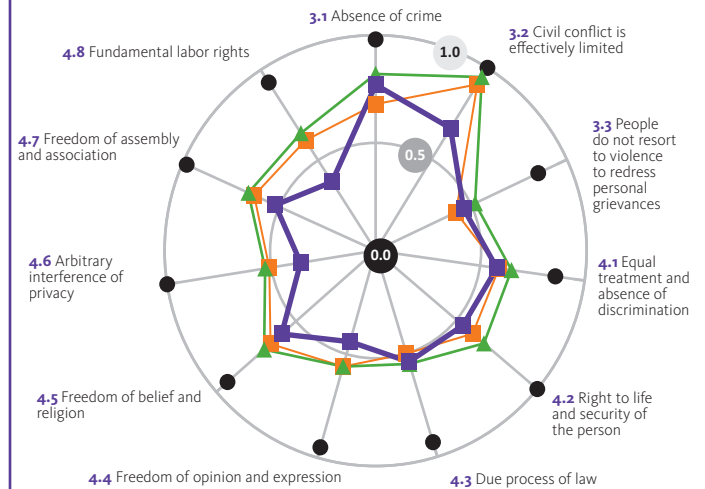 3.1 Absence of crime
1.0
3.2 Civil conflict is
effectively limited
4.8 Fundamental labor rights
3.3 People
do not resort
to violence
to redress
personal
grievances
0.5
4.7 Freedom of assembly
and association
0.0
4.6 Arbitrary
interference of
privacy
4.1 Equal
treatment and
absence of
discrimination
4.5 Freedom of belief and
religion
4.2 Right to life
and security of
the person
4.4 Freedom of opinion and expression
4.3 Due process of law